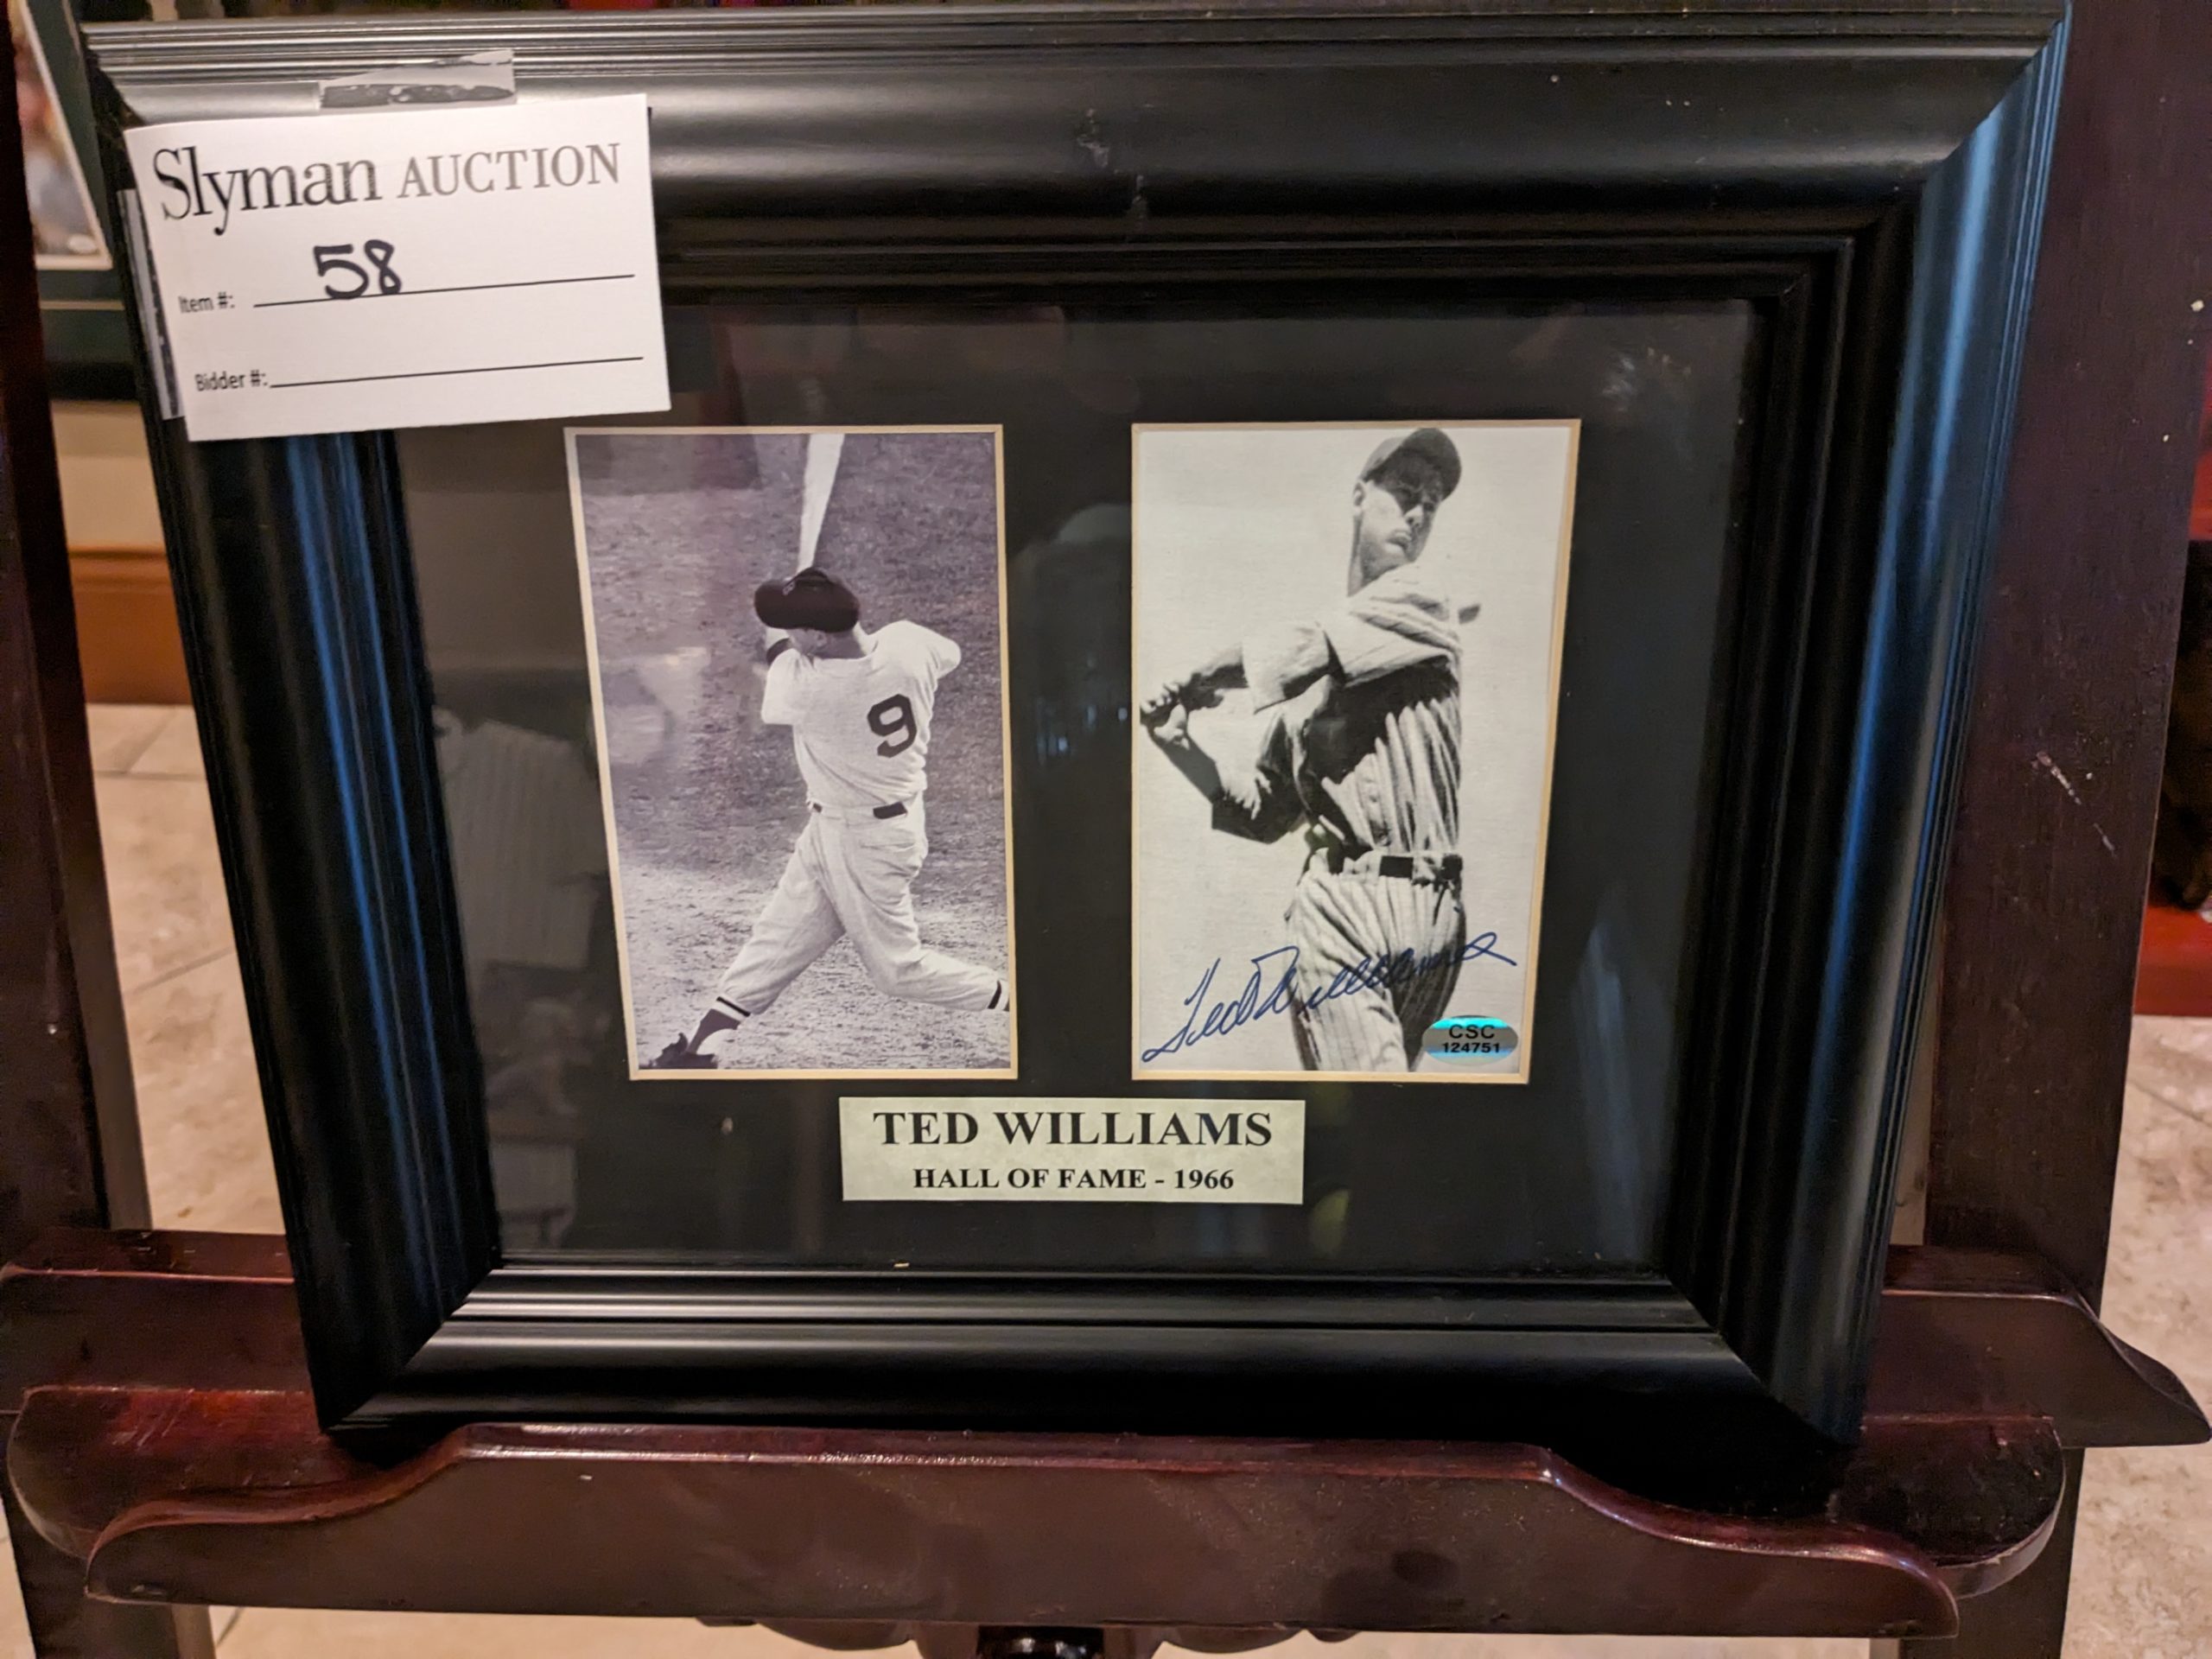 Slyman AUCTION
Item #: 58
Bidder #:
9
Ted Williams
CSC
124751
TED WILLIAMS
HALL OF FAME - 1966